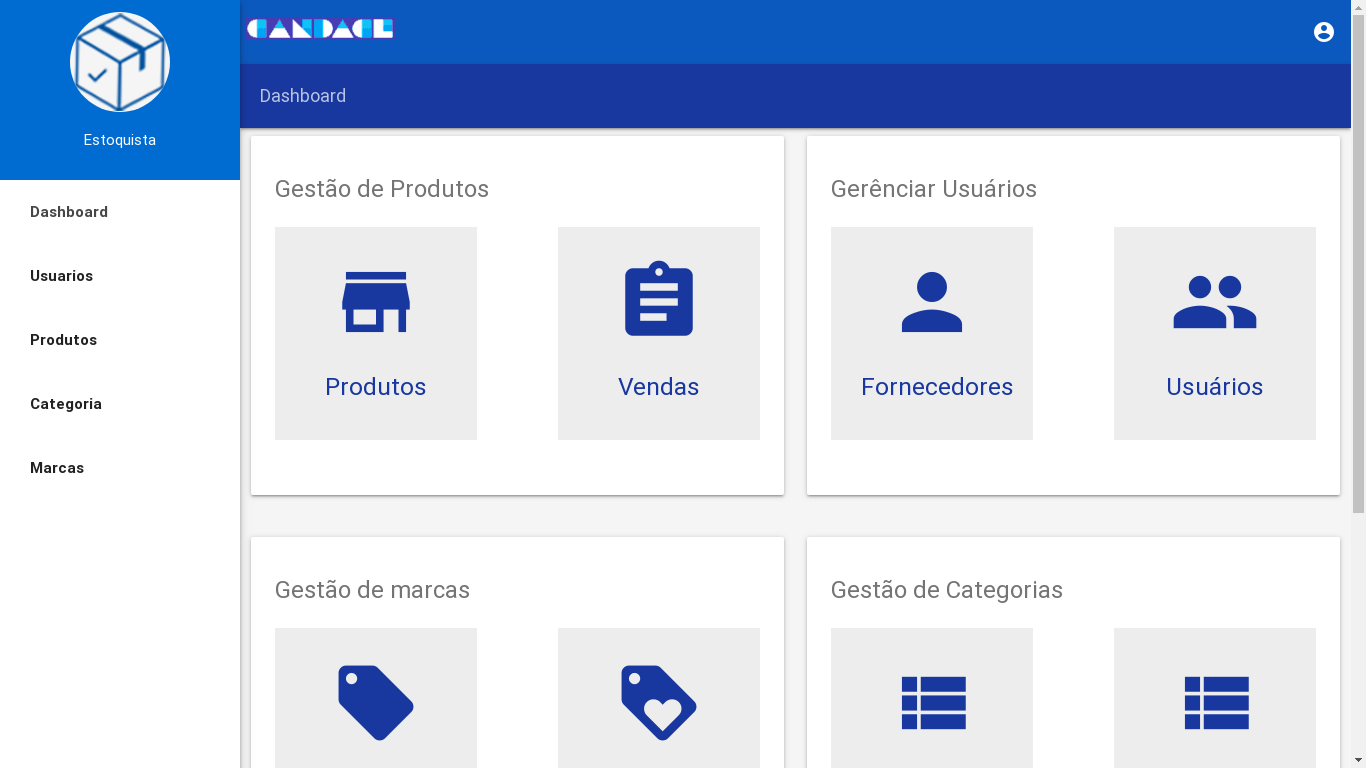 CANDACE
Estoquista
Dashboard
Dashboard
Usuarios
Produtos
Categoria
Marcas
Gestão de Produtos
Produtos
Vendas
Gerênciar Usuários
Fornecedores
Usuários
Gestão de marcas
Gestão de Categorias